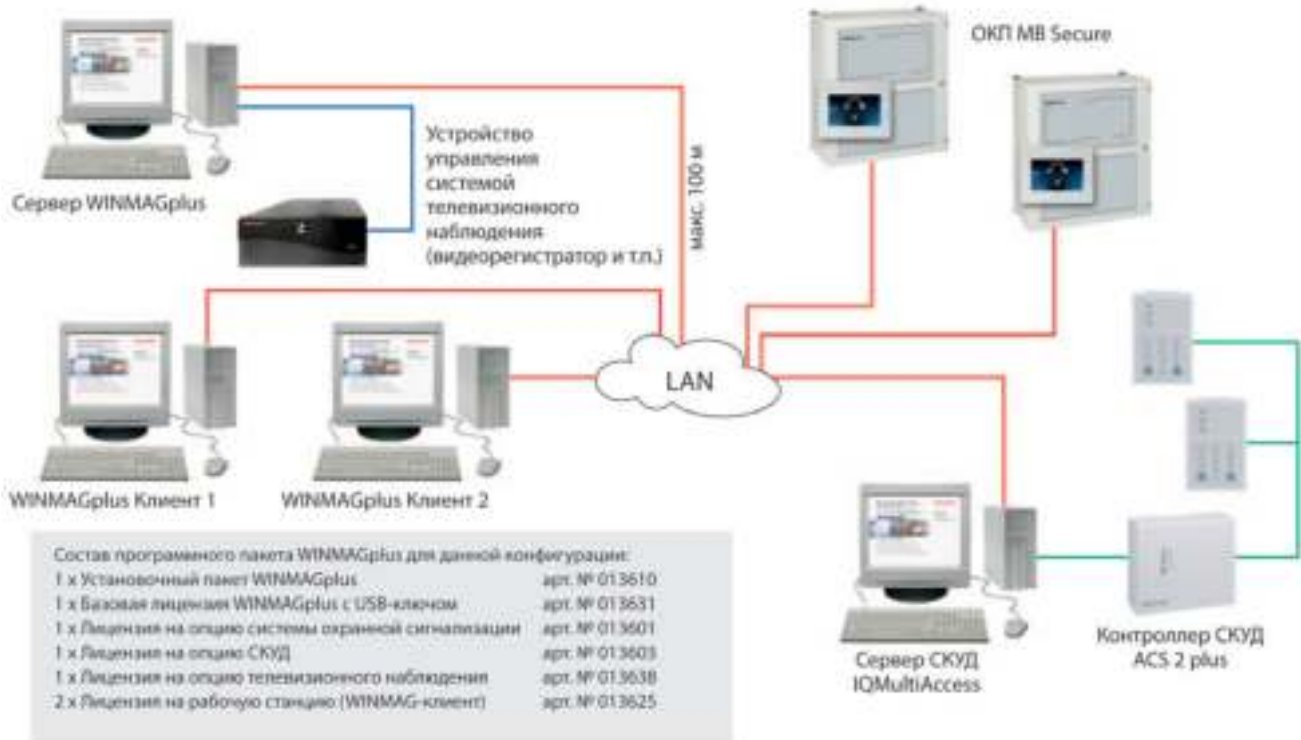 ОКП MB Secure
Устройство
управления
системой
телевизионного
наблюдения
(видеорегистратор и т.п.)
макс. 100 м
Сервер WINMAGplus
LAN
WINMAGplus Клиент 1
WINMAGplus Клиент 2
Состав программного пакета WINMAGplus для данной конфигурации:
1 x Установочный пакет WINMAGplus арт. № 013610
1 x Базовая лицензия WINMAGplus с USB-ключом арт. № 013631
1 x Лицензия на опцию системы охранной сигнализации арт. № 013601
1 x Лицензия на опцию СКУД арт. № 013603
1 x Лицензия на опцию телевизионного наблюдения арт. № 013638
2 x Лицензия на рабочую станцию (WINMAG-клиент) арт. № 013625
Сервер СКУД
IQMultiAccess
Контроллер СКУД
ACS 2 plus